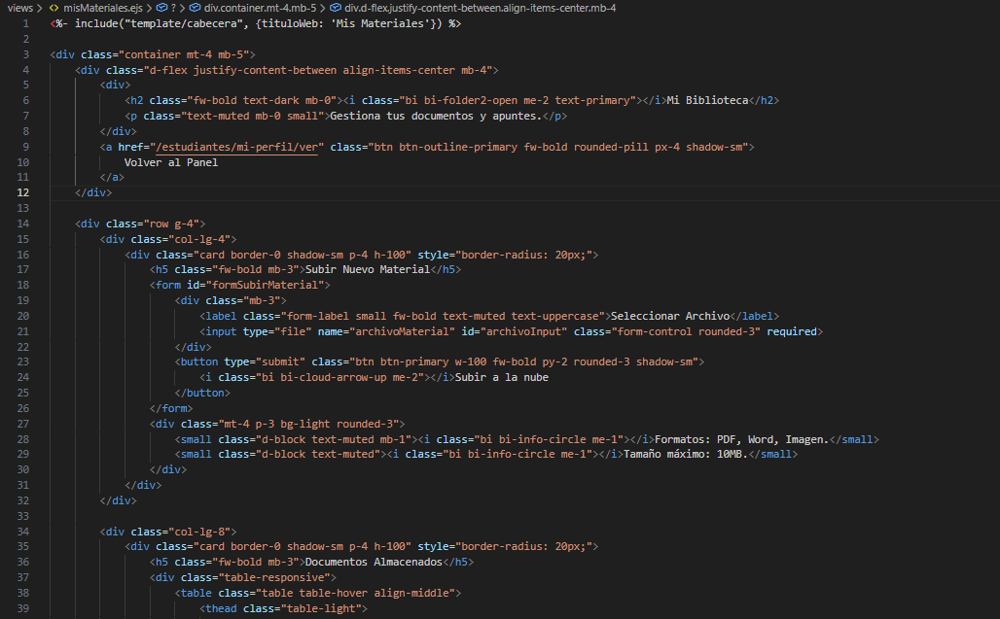 views > misMateriales.ejs > ? > div.container.mt-4.mb-5 > div.d-flex.justify-content-between.align-items-center.mb-4
1 <%- include("template/cabecera", {tituloWeb: 'Mis Materiales'}) %>
2
3 <div class="container mt-4 mb-5">
4 <div class="d-flex justify-content-between align-items-center mb-4">
5 <div>
6 <h2 class="fw-bold text-dark mb-0"><i class="bi bi-folder2-open me-2 text-primary"></i>Mi Biblioteca</h2>
7 <p class="text-muted mb-0 small">Gestiona tus documentos y apuntes.</p>
8 </div>
9 <a href="/estudiantes/mi-perfil/ver" class="btn btn-outline-primary fw-bold rounded-pill px-4 shadow-sm">
10 Volver al Panel
11 </a>
12 </div>
13
14 <div class="row g-4">
15 <div class="col-lg-4">
16 <div class="card border-0 shadow-sm p-4 h-100" style="border-radius: 20px;">
17 <h5 class="fw-bold mb-3">Subir Nuevo Material</h5>
18 <form id="formSubirMaterial">
19 <div class="mb-3">
20 <label class="form-label small fw-bold text-muted text-uppercase">Seleccionar Archivo</label>
21 <input type="file" name="archivoMaterial" id="archivoInput" class="form-control rounded-3" required>
22 </div>
23 <button type="submit" class="btn btn-primary w-100 fw-bold py-2 rounded-3 shadow-sm">
24 <i class="bi bi-cloud-arrow-up me-2"></i>Subir a la nube
25 </button>
26 </form>
27 <div class="mt-4 p-3 bg-light rounded-3">
28 <small class="d-block text-muted mb-1"><i class="bi bi-info-circle me-1"></i>Formatos: PDF, Word, Imagen.</small>
29 <small class="d-block text-muted"><i class="bi bi-info-circle me-1"></i>Tamaño máximo: 10MB.</small>
30 </div>
31 </div>
32 </div>
33
34 <div class="col-lg-8">
35 <div class="card border-0 shadow-sm p-4 h-100" style="border-radius: 20px;">
36 <h5 class="fw-bold mb-3">Documentos Almacenados</h5>
37 <div class="table-responsive">
38 <table class="table table-hover align-middle">
39 <thead class="table-light">